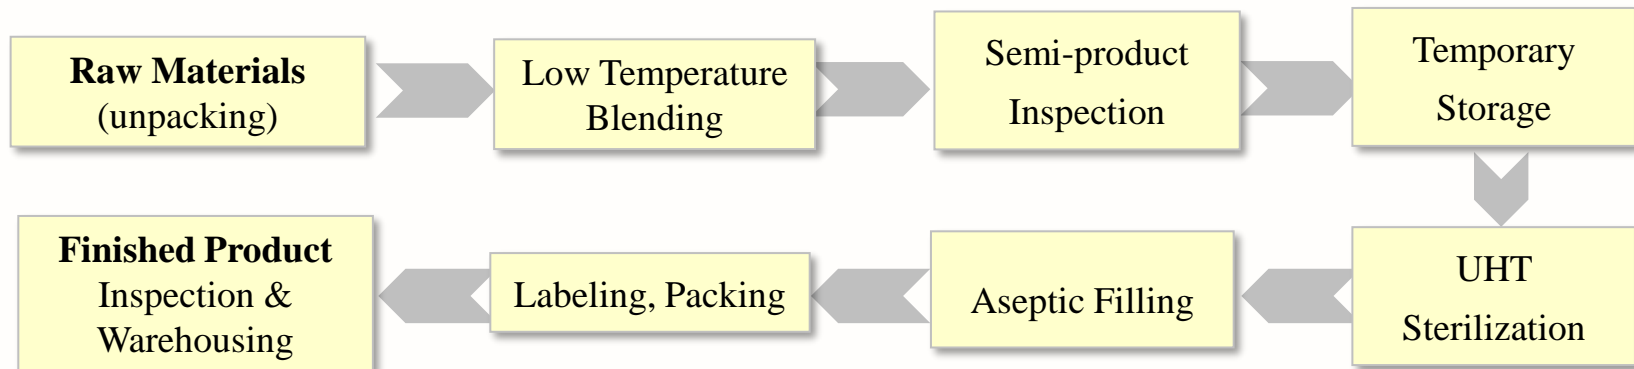 Raw Materials
(unpacking)
Low Temperature
Blending
Semi-product
Inspection
Temporary
Storage
UHT
Sterilization
Aseptic Filling
Labeling, Packing
Finished Product
Inspection &
Warehousing